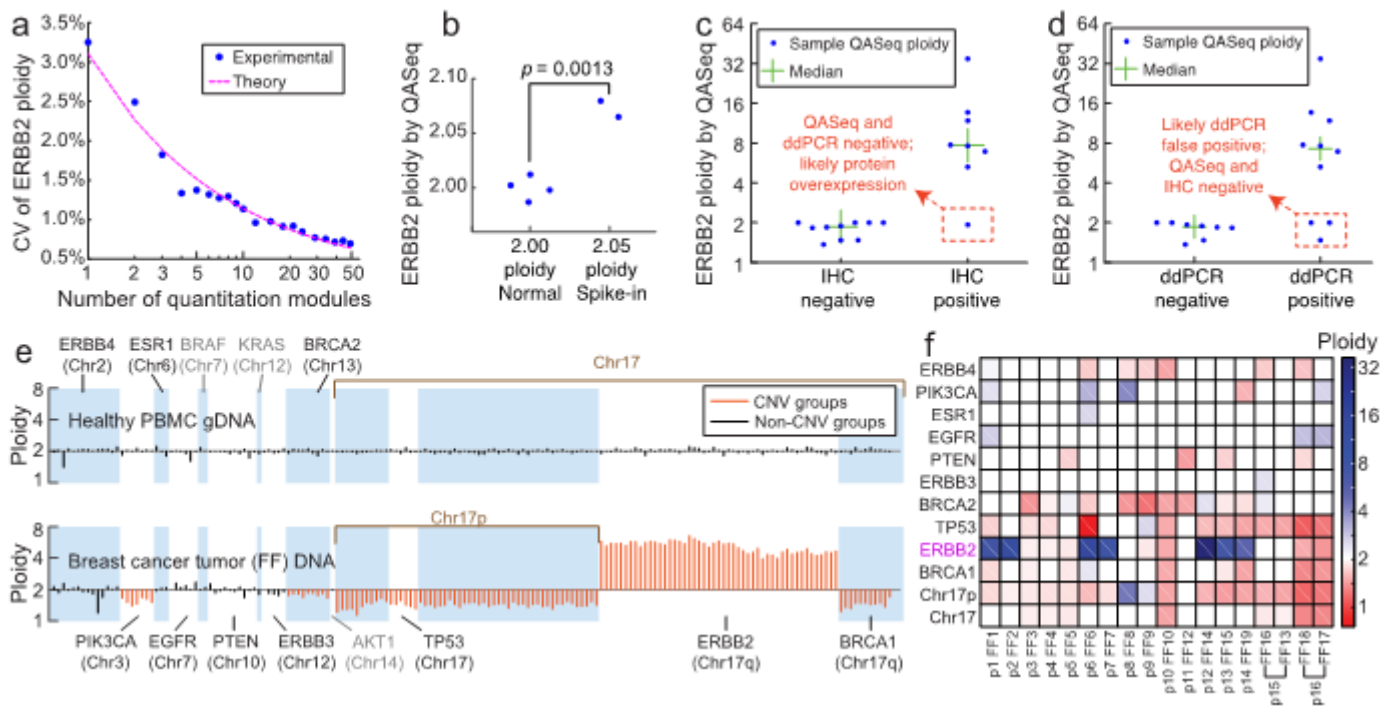 a
CV of ERBB2 ploidy
3.5%
3.0%
2.5%
2.0%
1.5%
1.0%
0.5%
Experimental
Theory
1 2 3 5 10 20 30 50
Number of quantitation modules
b
ERBB2 ploidy by QASeq
p = 0.0013
2.10
2.05
2.00
2.00 2.05
ploidy ploidy
Normal Spike-in
c
ERBB2 ploidy by QASeq
64
32
16
8
4
2
1
Sample QASeq ploidy
Median
QASeq and
ddPCR negative;
likely protein
overexpression
IHC IHC
negative positive
d
ERBB2 ploidy by QASeq
64
32
16
8
4
2
1
Sample QASeq ploidy
Median
Likely ddPCR
false positive;
QASeq and
IHC negative
ddPCR ddPCR
negative positive
e
ERBB4 ESR1 BRAF KRAS BRCA2
(Chr2) (Chr6) (Chr7) (Chr12) (Chr13)
Chr17
Ploidy
8
4
2
1
Healthy PBMC gDNA
CNV groups
Non-CNV groups
Chr17p
Ploidy
8
4
2
1
Breast cancer tumor (FF) DNA
PIK3CA EGFR PTEN ERBB3 AKT1 TP53 ERBB2 BRCA1
(Chr3) (Chr7) (Chr10) (Chr12) (Chr14) (Chr17) (Chr17q) (Chr17q)
f
Ploidy
ERBB4
PIK3CA
ESR1
EGFR
PTEN
ERBB3
BRCA2
TP53
ERBB2
BRCA1
Chr17p
Chr17
32
16
8
4
2
1
p1 FF1
p2 FF2
p3 FF3
p4 FF4
p5 FF5
p6 FF6
p7 FF7
p8 FF8
p9 FF9
p10 FF10
p11 FF12
p12 FF14
p13 FF15
p14 FF19
FF16
p15
FF13
FF18
p16
FF17